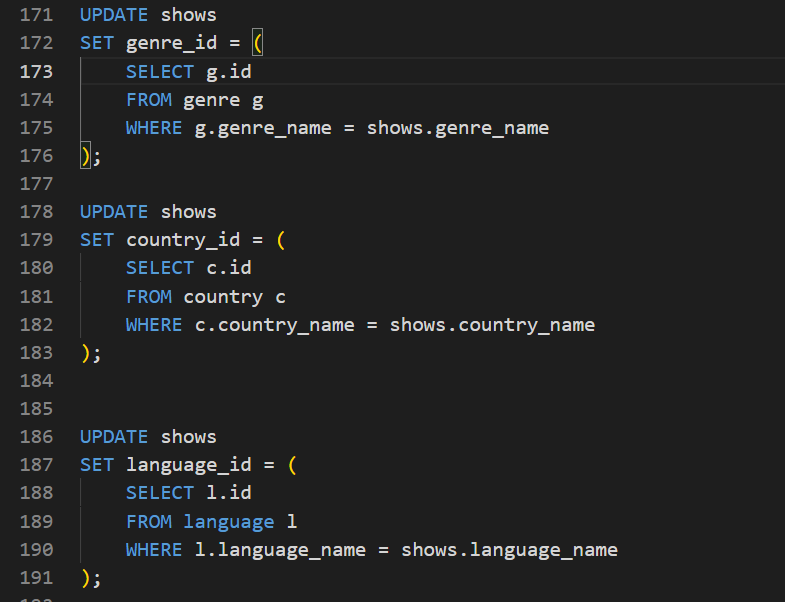 171 UPDATE shows
172 SET genre_id = (
173     SELECT g.id
174     FROM genre g
175     WHERE g.genre_name = shows.genre_name
176 );
177
178 UPDATE shows
179 SET country_id = (
180     SELECT c.id
181     FROM country c
182     WHERE c.country_name = shows.country_name
183 );
184
185
186 UPDATE shows
187 SET language_id = (
188     SELECT l.id
189     FROM language l
190     WHERE l.language_name = shows.language_name
191 );